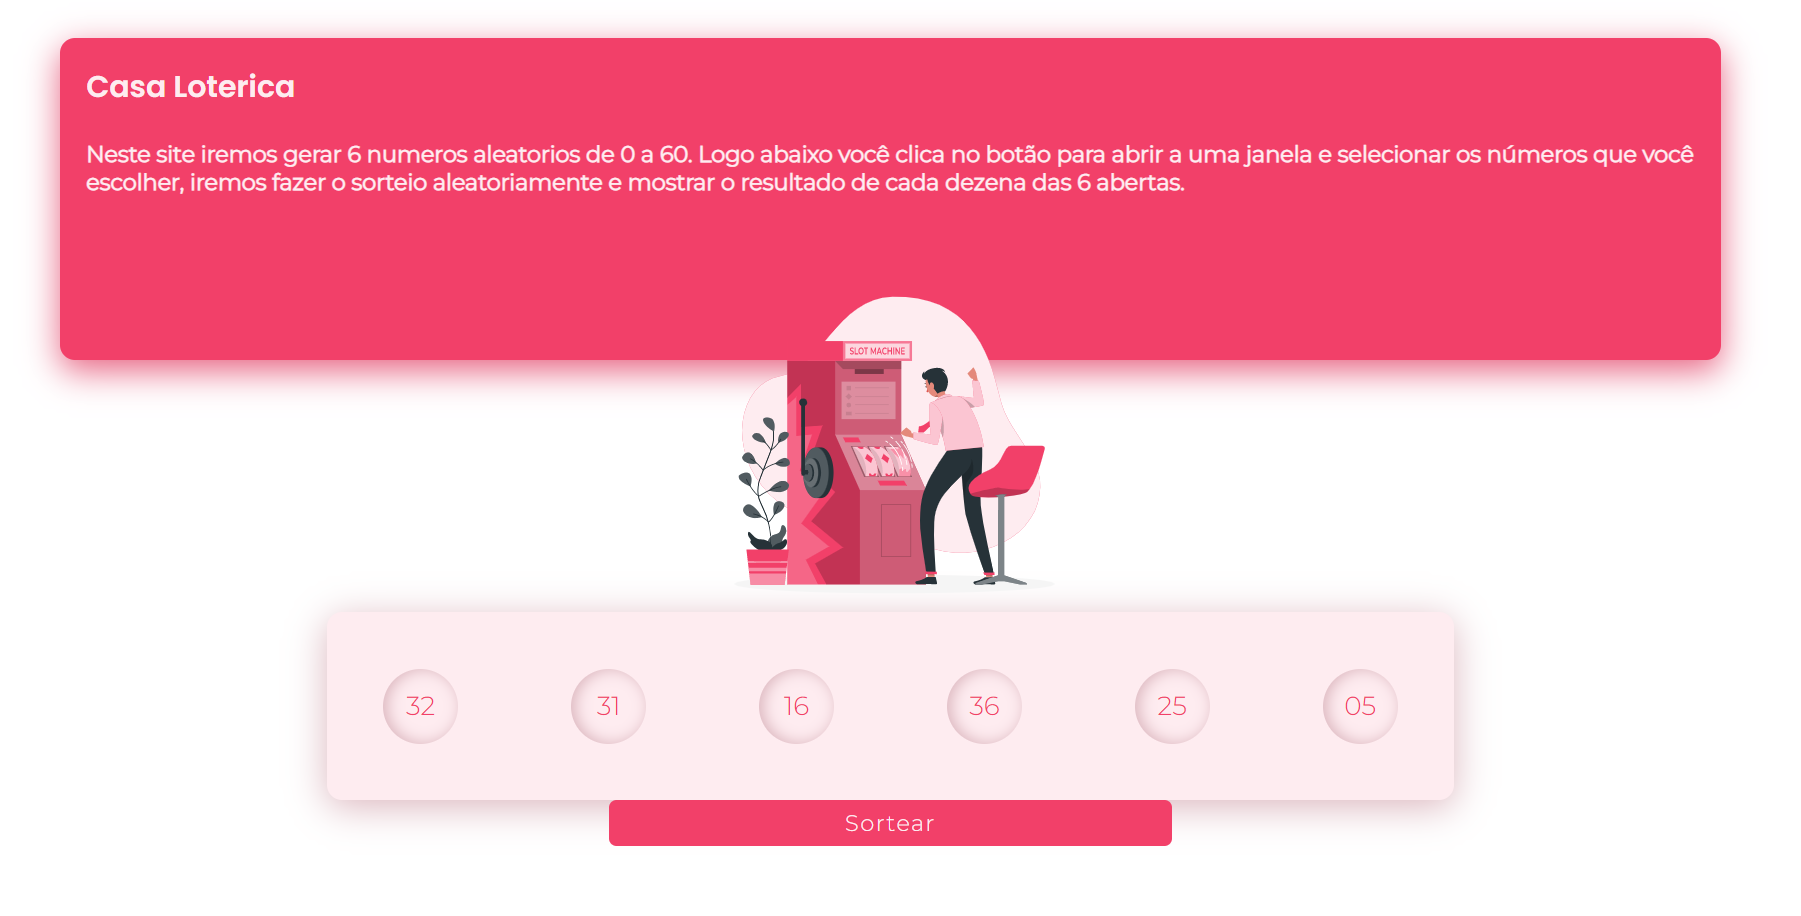 Casa Loterica
Neste site iremos gerar 6 numeros aleatorios de 0 a 60. Logo abaixo você clica no botão para abrir a uma janela e selecionar os números que você
escolher, iremos fazer o sorteio aleatoriamente e mostrar o resultado de cada dezena das 6 abertas.
SLOT MACHINE
32 31 16 36 25 05
Sortear